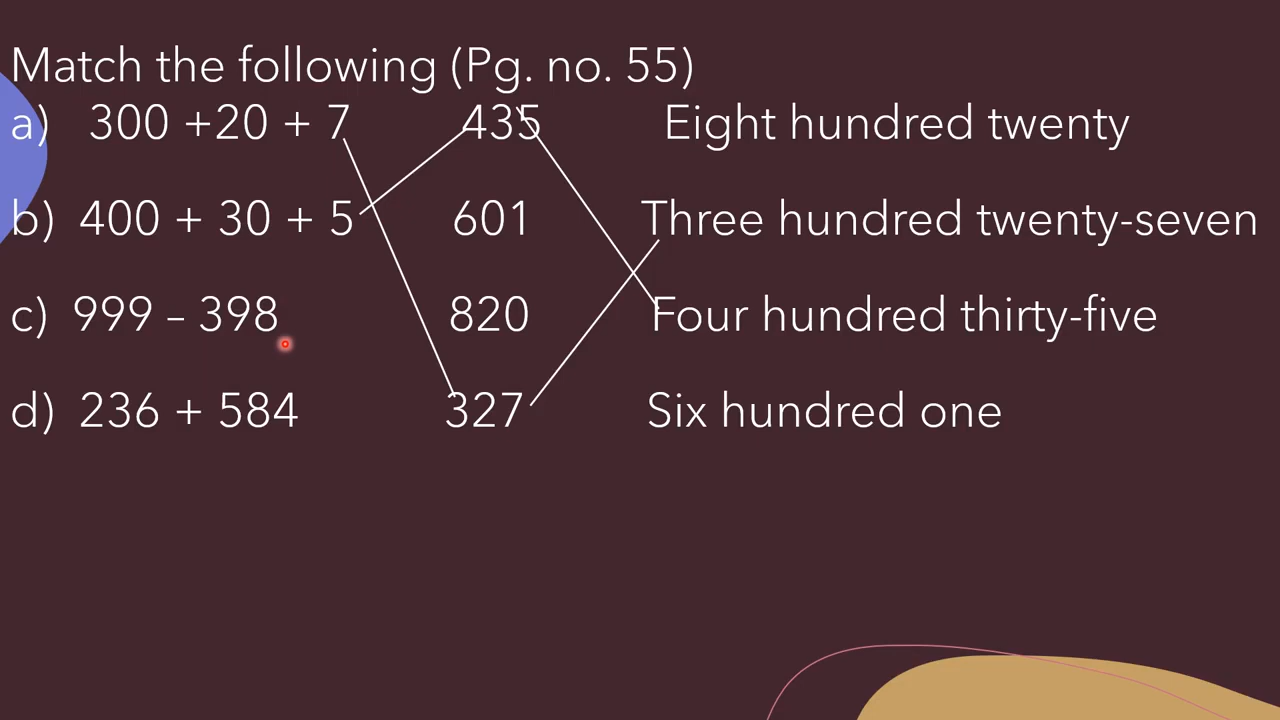 Match the following (Pg. no. 55)
a) 300 +20 + 7 435 Eight hundred twenty
b) 400 + 30 + 5 601 Three hundred twenty-seven
c) 999 – 398 820 Four hundred thirty-five
d) 236 + 584 327 Six hundred one